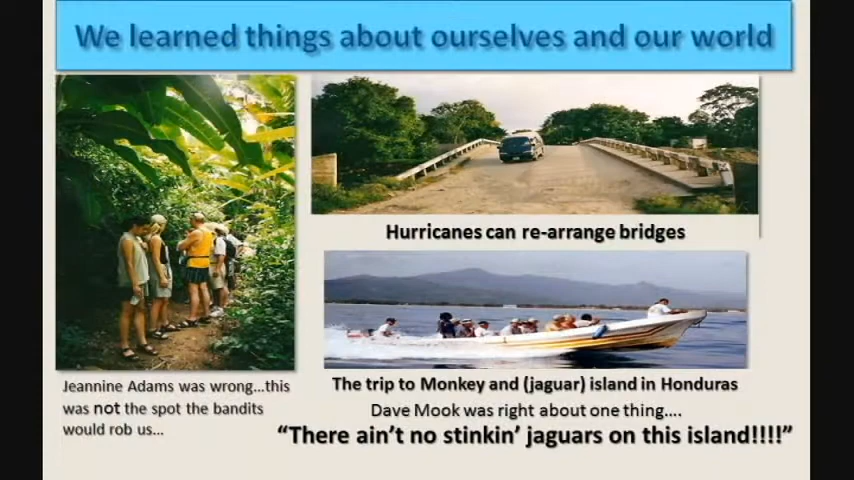 We learned things about ourselves and our world
Hurricanes can re-arrange bridges
Jeannine Adams was wrong...this
was not the spot the bandits
would rob us...
The trip to Monkey and (jaguar) island in Honduras
Dave Mook was right about one thing....
“There ain’t no stinkin’ jaguars on this island!!!!”